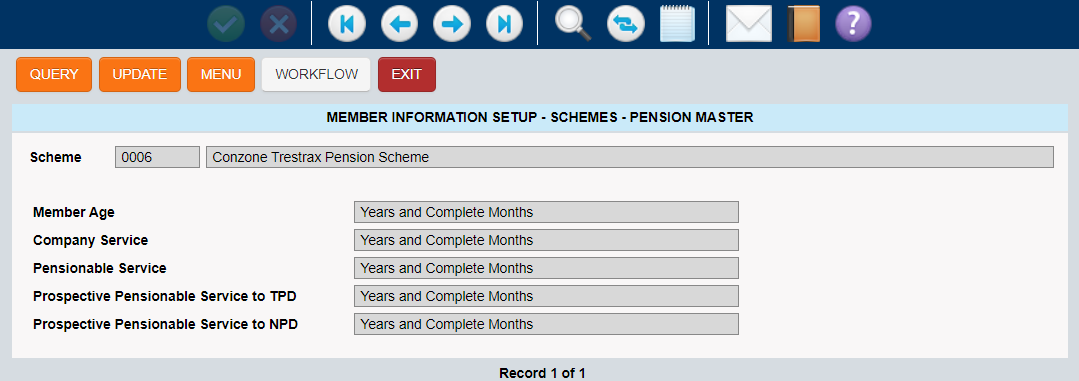 ?
QUERY UPDATE MENU WORKFLOW EXIT
MEMBER INFORMATION SETUP - SCHEMES - PENSION MASTER
Scheme 0006 Conzone Trestrax Pension Scheme
Member Age Years and Complete Months
Company Service Years and Complete Months
Pensionable Service Years and Complete Months
Prospective Pensionable Service to TPD Years and Complete Months
Prospective Pensionable Service to NPD Years and Complete Months
Record 1 of 1